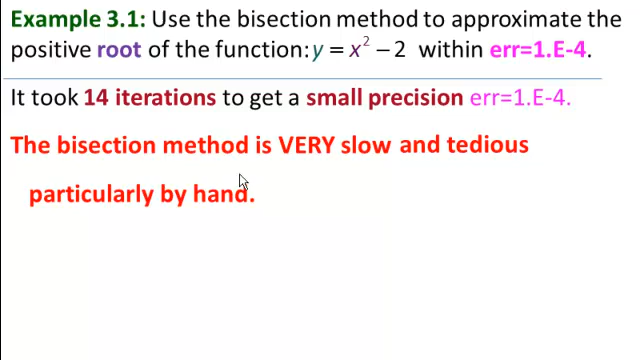 Example 3.1: Use the bisection method to approximate the
positive root of the function: y = x² − 2 within err=1.E-4.
It took 14 iterations to get a small precision err=1.E-4.
The bisection method is VERY slow and tedious
particularly by hand.